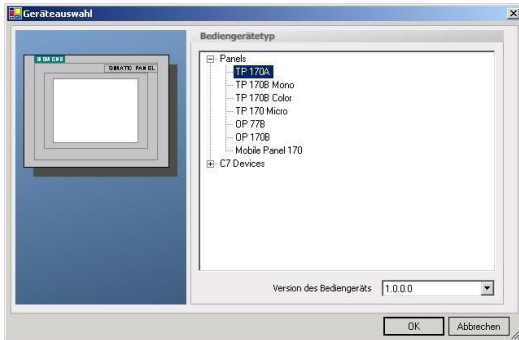 Geräteauswahl
Bediengerätetyp
SIEMENS
SIMATIC PANEL
Panels
TP 170A
TP 170B Mono
TP 170B Color
TP 170 Micro
OP 77B
OP 170B
Mobile Panel 170
C7 Devices
Version des Bediengeräts 1.0.0.0
OK Abbrechen